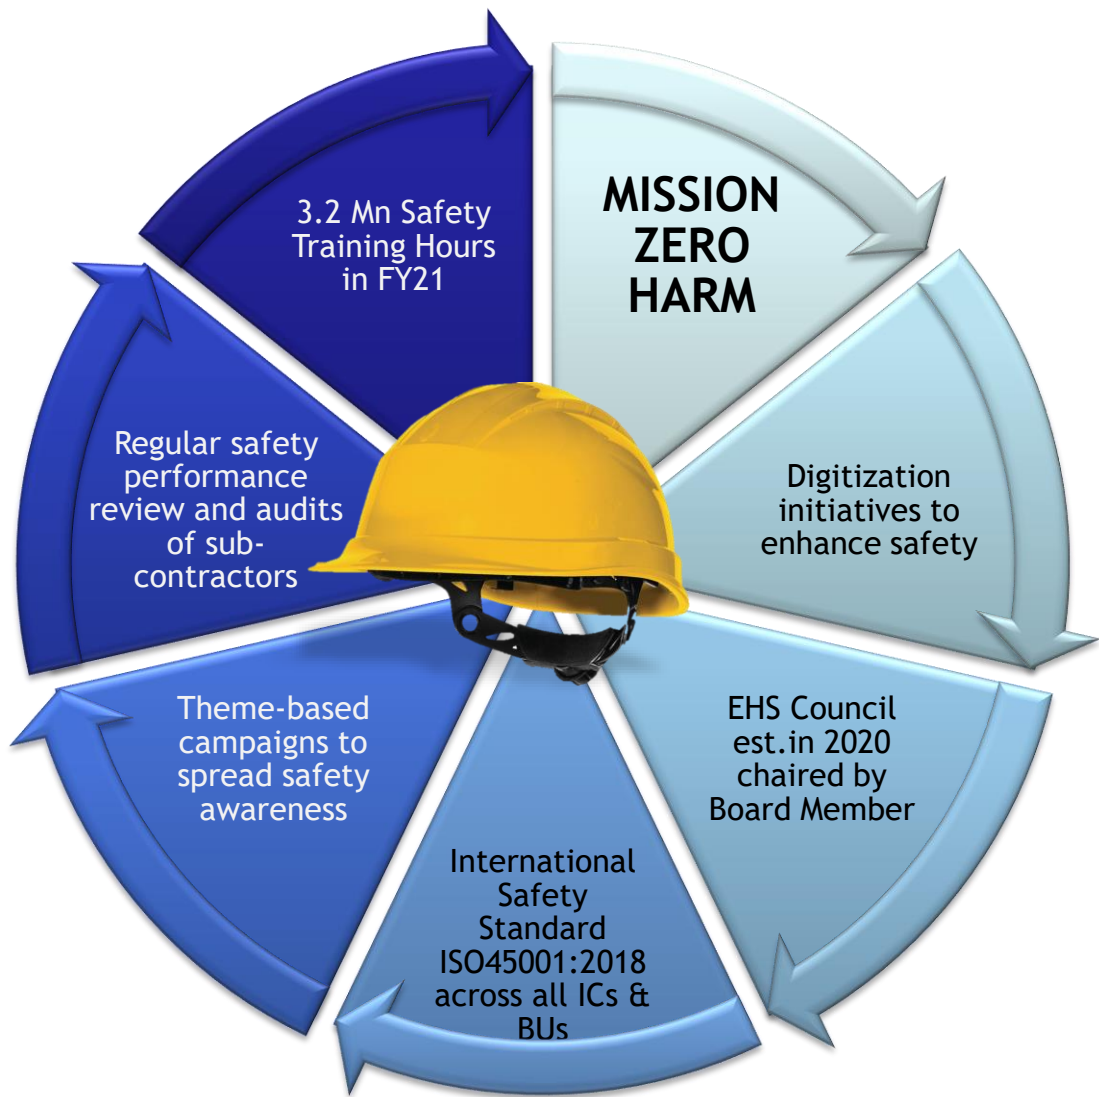 MISSION
ZERO
HARM
Digitization
initiatives to
enhance safety
EHS Council
est.in 2020
chaired by
Board Member
International
Safety
Standard
ISO45001:2018
across all ICs &
BUs
Theme-based
campaigns to
spread safety
awareness
Regular safety
performance
review and audits
of sub-
contractors
3.2 Mn Safety
Training Hours
in FY21